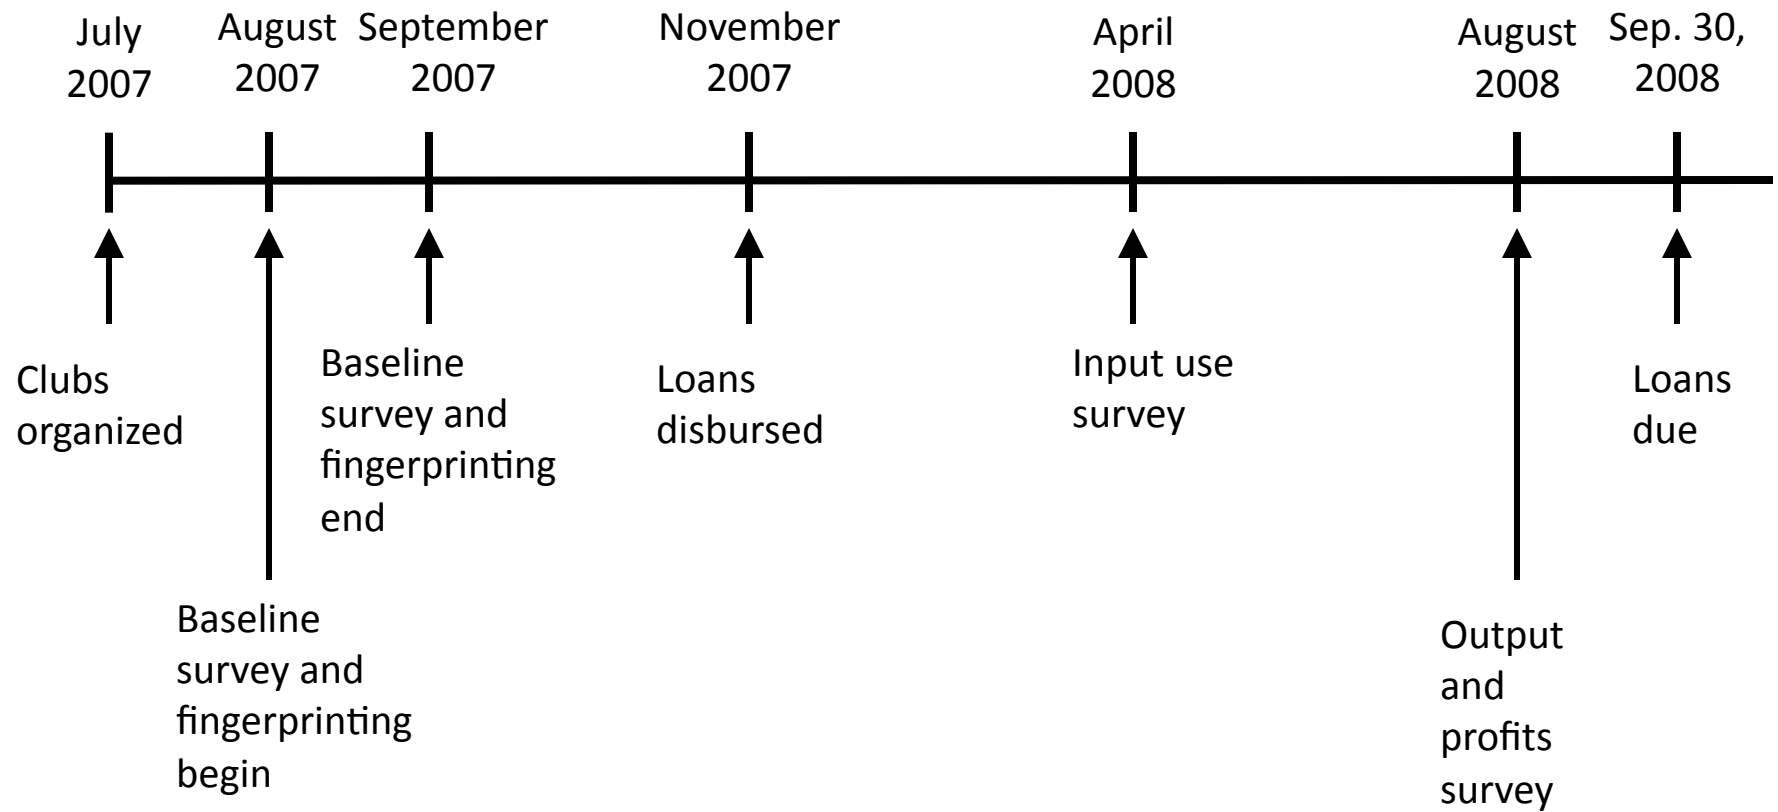 July
2007
August
2007
September
2007
November
2007
April
2008
August
2008
Sep. 30,
2008
Clubs
organized
Baseline
survey and
fingerprinting
begin
Baseline
survey and
fingerprinting
end
Loans
disbursed
Input use
survey
Output
and
profits
survey
Loans
due